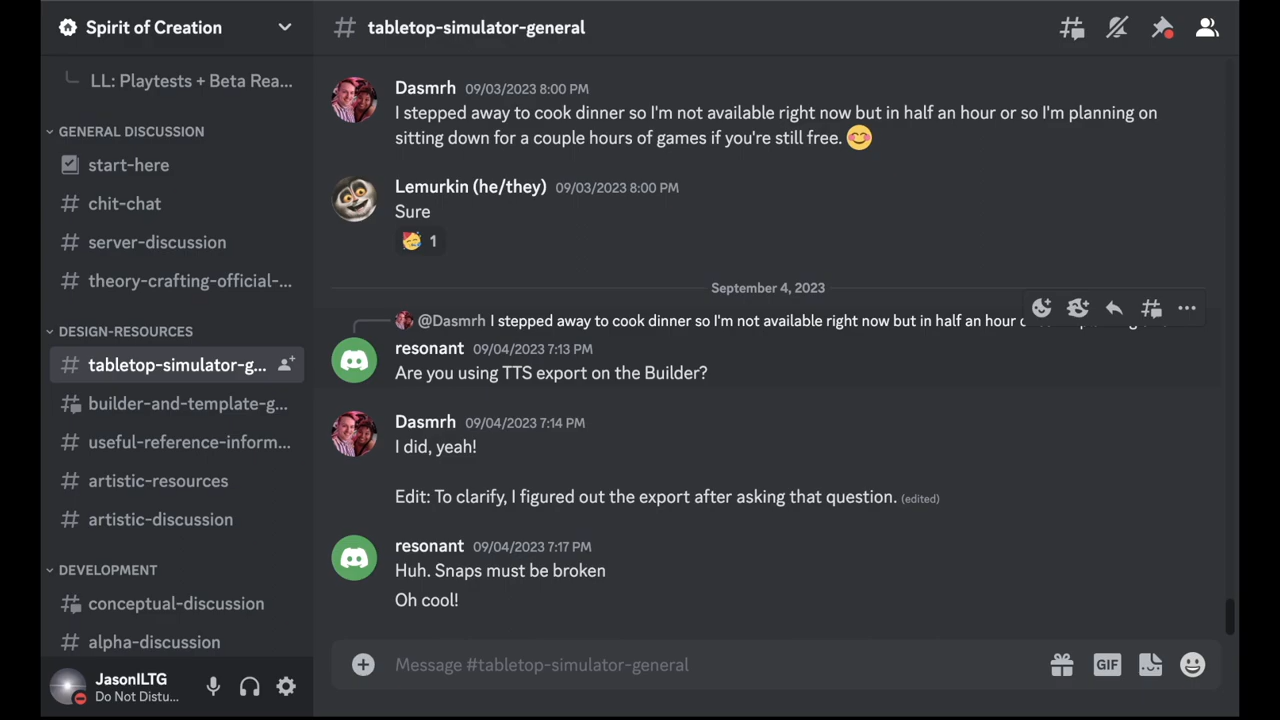 Spirit of Creation
# tabletop-simulator-general
LL: Playtests + Beta Rea...
GENERAL DISCUSSION
start-here
# chit-chat
# server-discussion
# theory-crafting-official-...
DESIGN-RESOURCES
# tabletop-simulator-g...
builder-and-template-g...
# useful-reference-inform...
# artistic-resources
# artistic-discussion
DEVELOPMENT
conceptual-discussion
# alpha-discussion
JasonILTG
Do Not Distu...
Dasmrh 09/03/2023 8:00 PM
I stepped away to cook dinner so I'm not available right now but in half an hour or so I'm planning on
sitting down for a couple hours of games if you're still free. 😊
Lemurkin (he/they) 09/03/2023 8:00 PM
Sure
🥳 1
September 4, 2023
@Dasmrh I stepped away to cook dinner so I'm not available right now but in half an hour
resonant 09/04/2023 7:13 PM
Are you using TTS export on the Builder?
Dasmrh 09/04/2023 7:14 PM
I did, yeah!
Edit: To clarify, I figured out the export after asking that question. (edited)
resonant 09/04/2023 7:17 PM
Huh. Snaps must be broken
Oh cool!
Message #tabletop-simulator-general
GIF